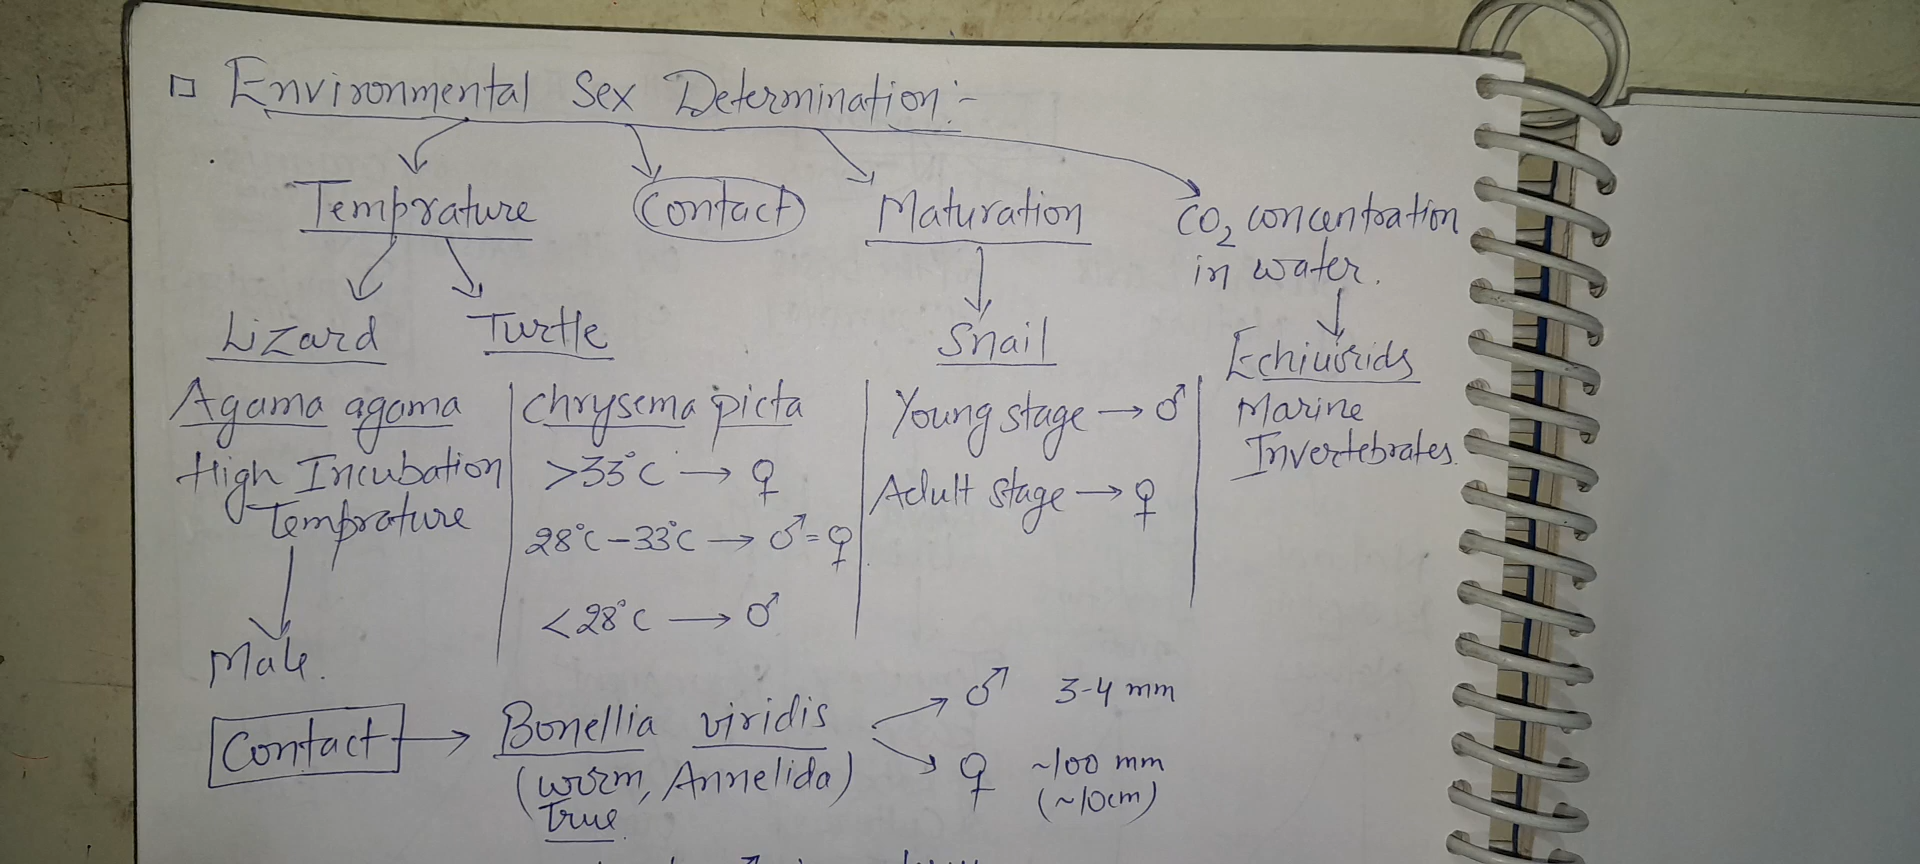 Environmental Sex Determination:-
Temprature
Contact
Maturation
CO₂ concentration
in water.
Lizard
Turtle
Snail
Echiurids
Agama agama
High Incubation
Temprature
Male.
Chrysema picta
>33°C → ♀
28°C-33°C → ♂ = ♀
<28°C → ♂
Young stage → ♂
Adult stage → ♀
Marine
Invertebrates.
Contact → Bonellia viridis
(worm, Annelida)
True
♂ 3-4 mm
♀ ~100 mm
(~10cm)